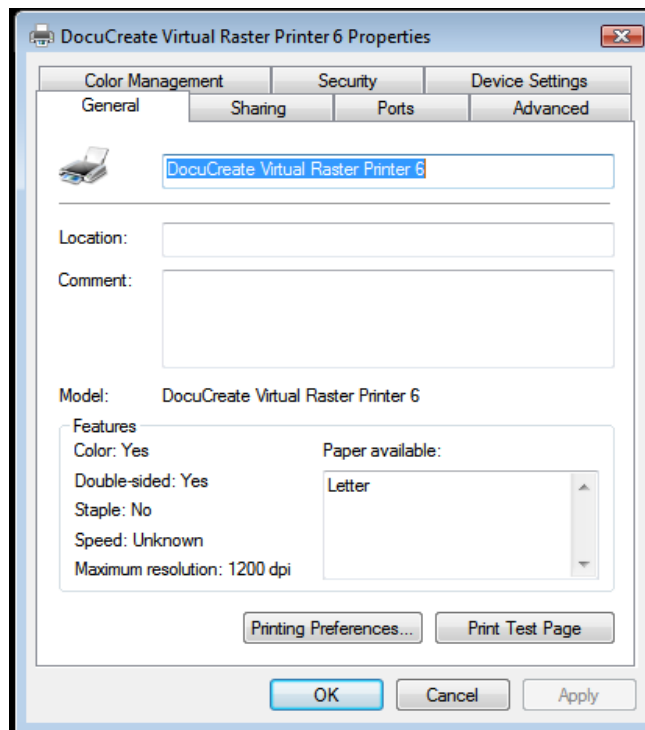 DocuCreate Virtual Raster Printer 6 Properties
Color Management Security Device Settings
General Sharing Ports Advanced
DocuCreate Virtual Raster Printer 6
Location:
Comment:
Model: DocuCreate Virtual Raster Printer 6
Features
Color: Yes Paper available:
Double-sided: Yes Letter
Staple: No
Speed: Unknown
Maximum resolution: 1200 dpi
Printing Preferences... Print Test Page
OK Cancel Apply